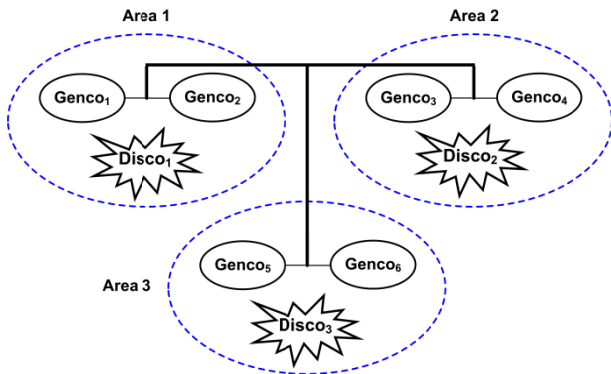 Area 1
Area 2
Genco₁
Genco₂
Genco₃
Genco₄
Disco₁
Disco₂
Genco₅
Genco₆
Area 3
Disco₃